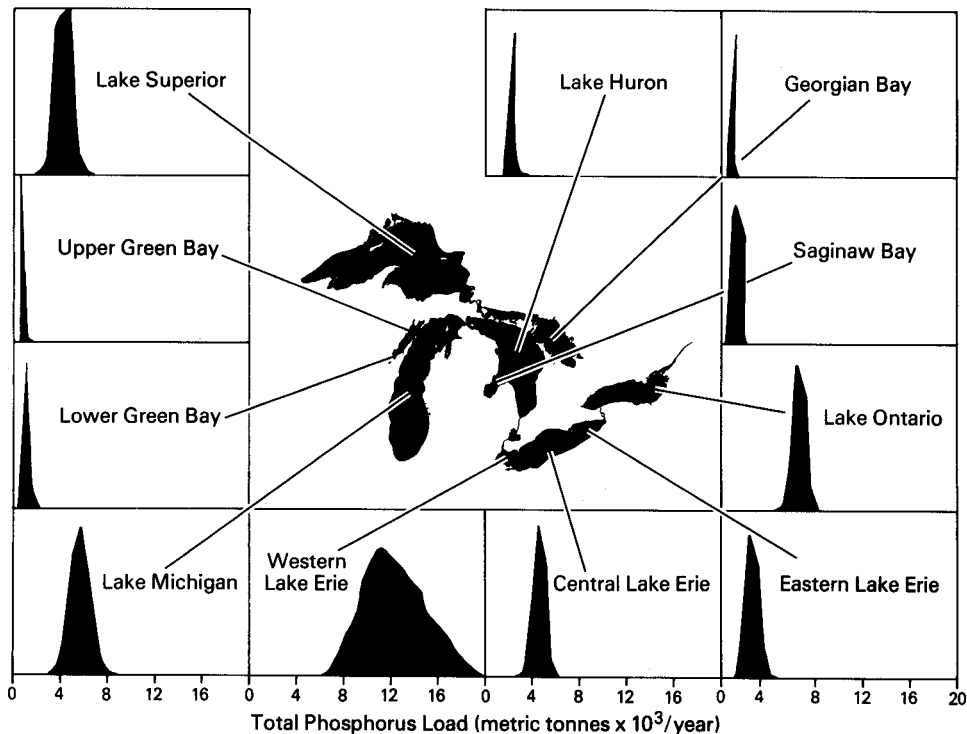 Lake Superior
Lake Huron
Georgian Bay
Upper Green Bay
Saginaw Bay
Lower Green Bay
Lake Ontario
Lake Michigan
Western
Lake Erie
Central Lake Erie
Eastern Lake Erie
0 4 8 12 16 0 4 8 12 16 0 4 8 12 16 0 4 8 12 16 20
Total Phosphorus Load (metric tonnes x 10³/year)